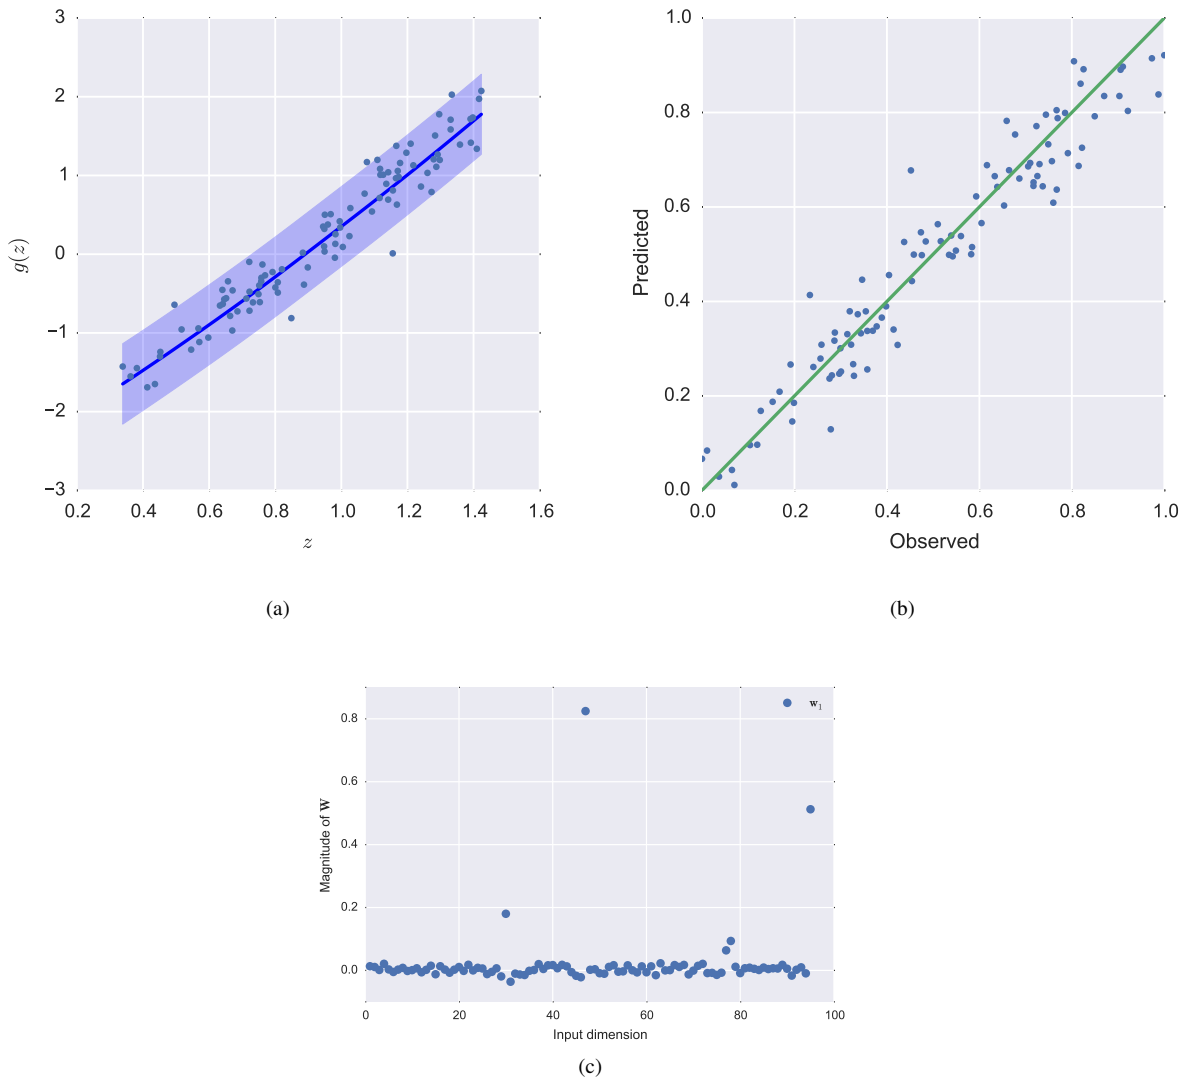 3
2
1
0
−1
−2
−3
g(z)
0.2 0.4 0.6 0.8 1.0 1.2 1.4 1.6
z
(a)
1.0
0.8
0.6
0.4
0.2
0.0
Predicted
0.0 0.2 0.4 0.6 0.8 1.0
Observed
(b)
w₁
0.8
0.6
0.4
0.2
0.0
Magnitude of W
0 20 40 60 80 100
Input dimension
(c)